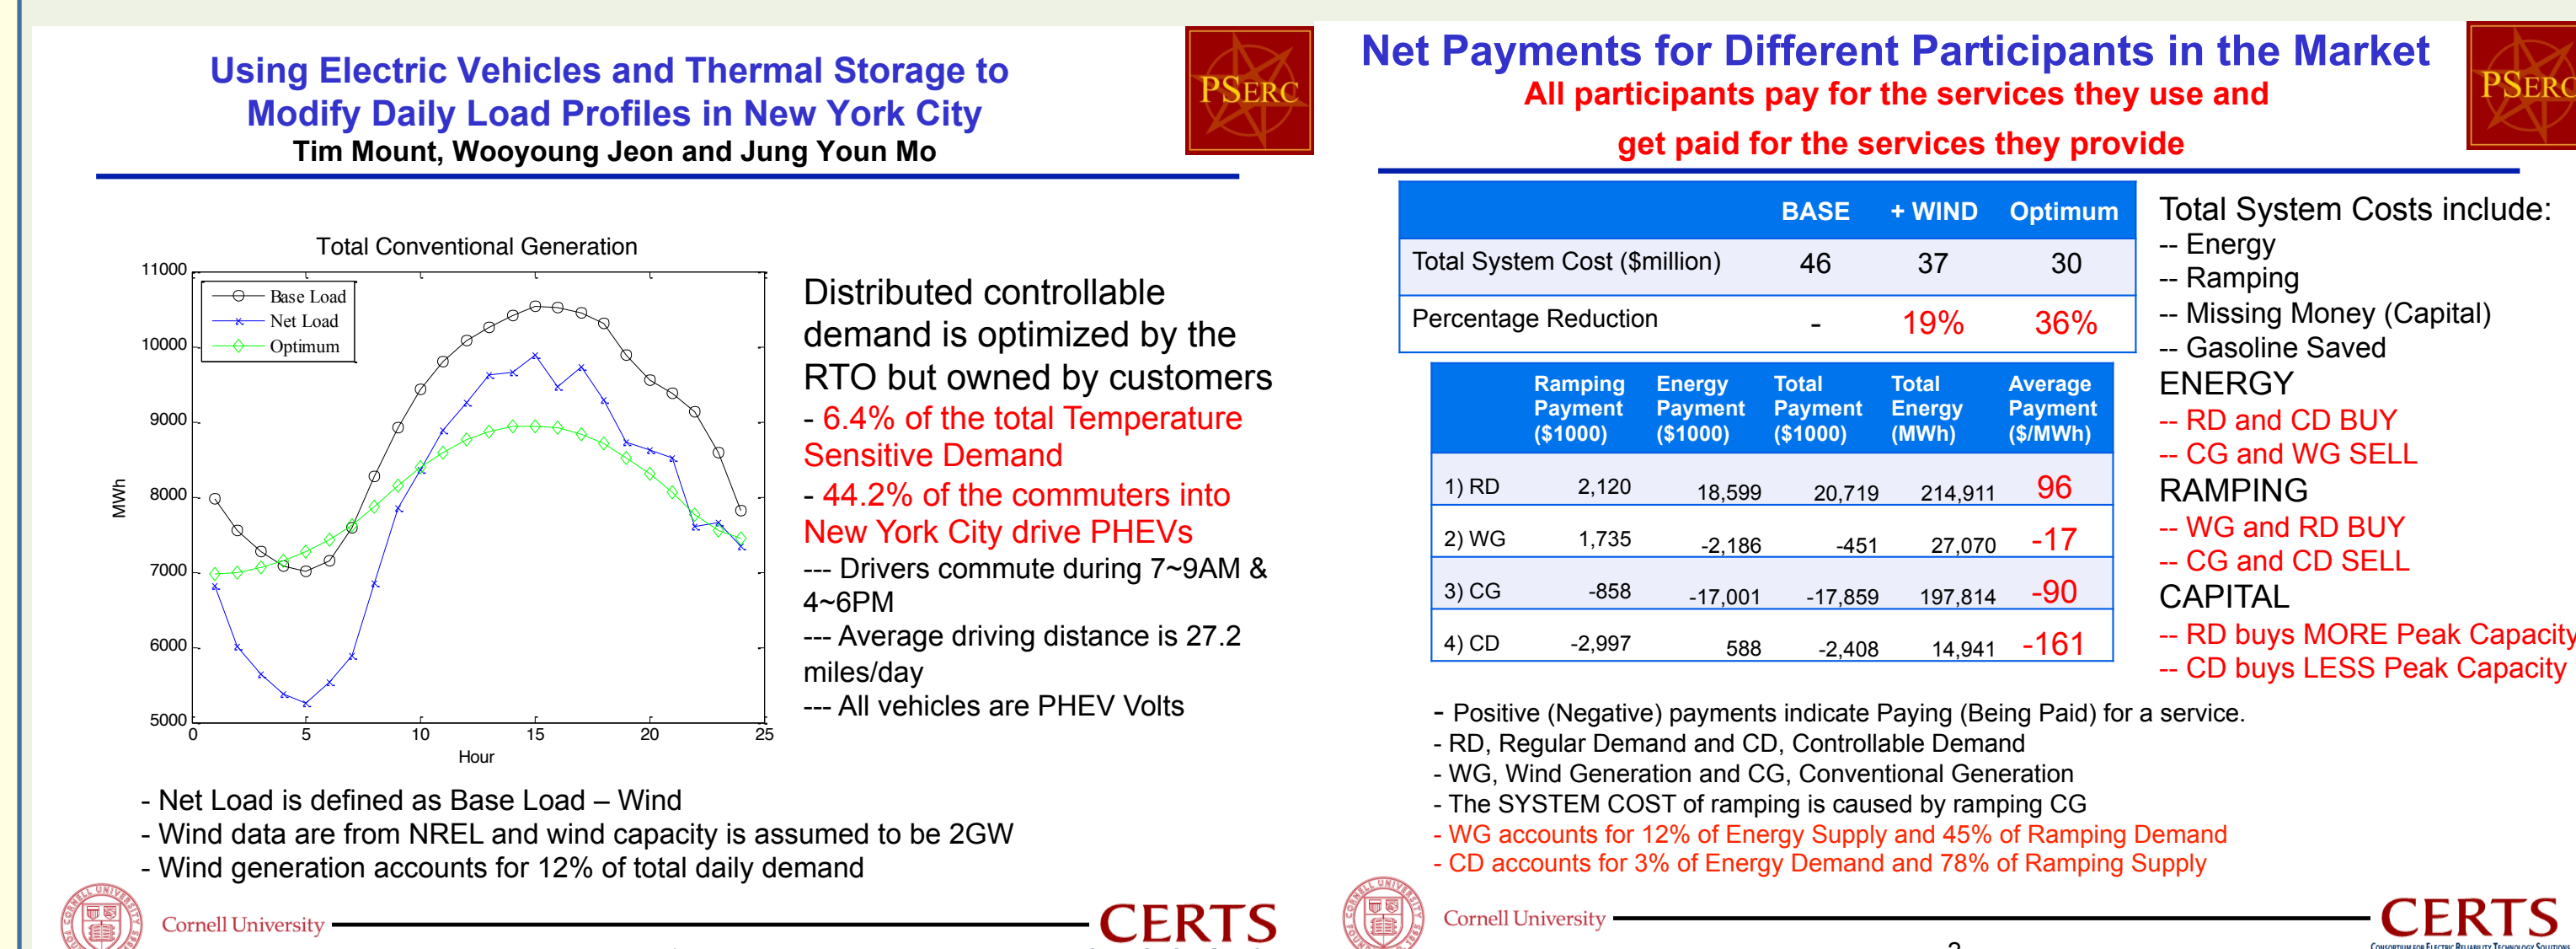 Using Electric Vehicles and Thermal Storage to
Modify Daily Load Profiles in New York City
Tim Mount, Wooyoung Jeon and Jung Youn Mo
PSERC
Total Conventional Generation
11000
10000
9000
8000
7000
6000
5000
MWh
Base Load
Net Load
Optimum
0 5 10 15 20 25
Hour
Distributed controllable
demand is optimized by the
RTO but owned by customers
- 6.4% of the total Temperature
Sensitive Demand
- 44.2% of the commuters into
New York City drive PHEVs
--- Drivers commute during 7~9AM &
4~6PM
--- Average driving distance is 27.2
miles/day
--- All vehicles are PHEV Volts
- Net Load is defined as Base Load – Wind
- Wind data are from NREL and wind capacity is assumed to be 2GW
- Wind generation accounts for 12% of total daily demand
Cornell University
CERTS
Net Payments for Different Participants in the Market
All participants pay for the services they use and
get paid for the services they provide
PSERC
BASE + WIND Optimum
Total System Cost ($million) 46 37 30
Percentage Reduction - 19% 36%
Ramping Energy Total Total Average
Payment Payment Payment Energy Payment
($1000) ($1000) ($1000) (MWh) ($/MWh)
1) RD 2,120 18,599 20,719 214,911 96
2) WG 1,735 -2,186 -451 27,070 -17
3) CG -858 -17,001 -17,859 197,814 -90
4) CD -2,997 588 -2,408 14,941 -161
Total System Costs include:
-- Energy
-- Ramping
-- Missing Money (Capital)
-- Gasoline Saved
ENERGY
-- RD and CD BUY
-- CG and WG SELL
RAMPING
-- WG and RD BUY
-- CG and CD SELL
CAPITAL
-- RD buys MORE Peak Capacity
-- CD buys LESS Peak Capacity
- Positive (Negative) payments indicate Paying (Being Paid) for a service.
- RD, Regular Demand and CD, Controllable Demand
- WG, Wind Generation and CG, Conventional Generation
- The SYSTEM COST of ramping is caused by ramping CG
- WG accounts for 12% of Energy Supply and 45% of Ramping Demand
- CD accounts for 3% of Energy Demand and 78% of Ramping Supply
Cornell University
CERTS
CONSORTIUM FOR ELECTRIC RELIABILITY TECHNOLOGY SOLUTIONS